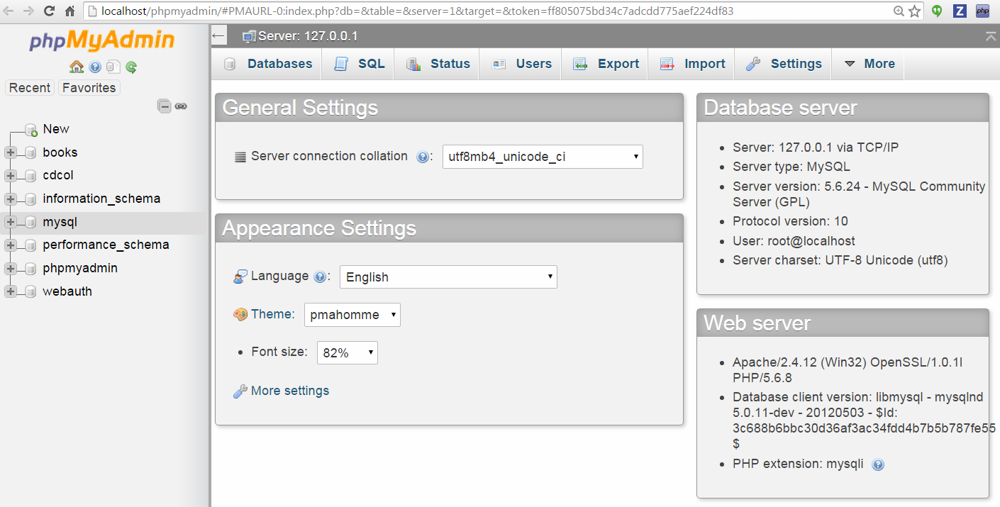 localhost/phpmyadmin/#PMAURL-0:index.php?db=&table=&server=1&target=&token=ff805075bd34c7adcdd775aef224df83
Z
php
phpMyAdmin
Recent
Favorites
New
books
cdcol
information_schema
mysql
performance_schema
phpmyadmin
webauth
Server: 127.0.0.1
Databases
SQL
Status
Users
Export
Import
Settings
More
General Settings
Server connection collation :
utf8mb4_unicode_ci
Appearance Settings
Language :
English
Theme:
pmahomme
Font size:
82%
More settings
Database server
Server: 127.0.0.1 via TCP/IP
Server type: MySQL
Server version: 5.6.24 - MySQL Community
Server (GPL)
Protocol version: 10
User: root@localhost
Server charset: UTF-8 Unicode (utf8)
Web server
Apache/2.4.12 (Win32) OpenSSL/1.0.1l
PHP/5.6.8
Database client version: libmysql - mysqlnd
5.0.11-dev - 20120503 - $Id:
3c688b6bbc30d36af3ac34fdd4b7b5b787fe55
$
PHP extension: mysqli